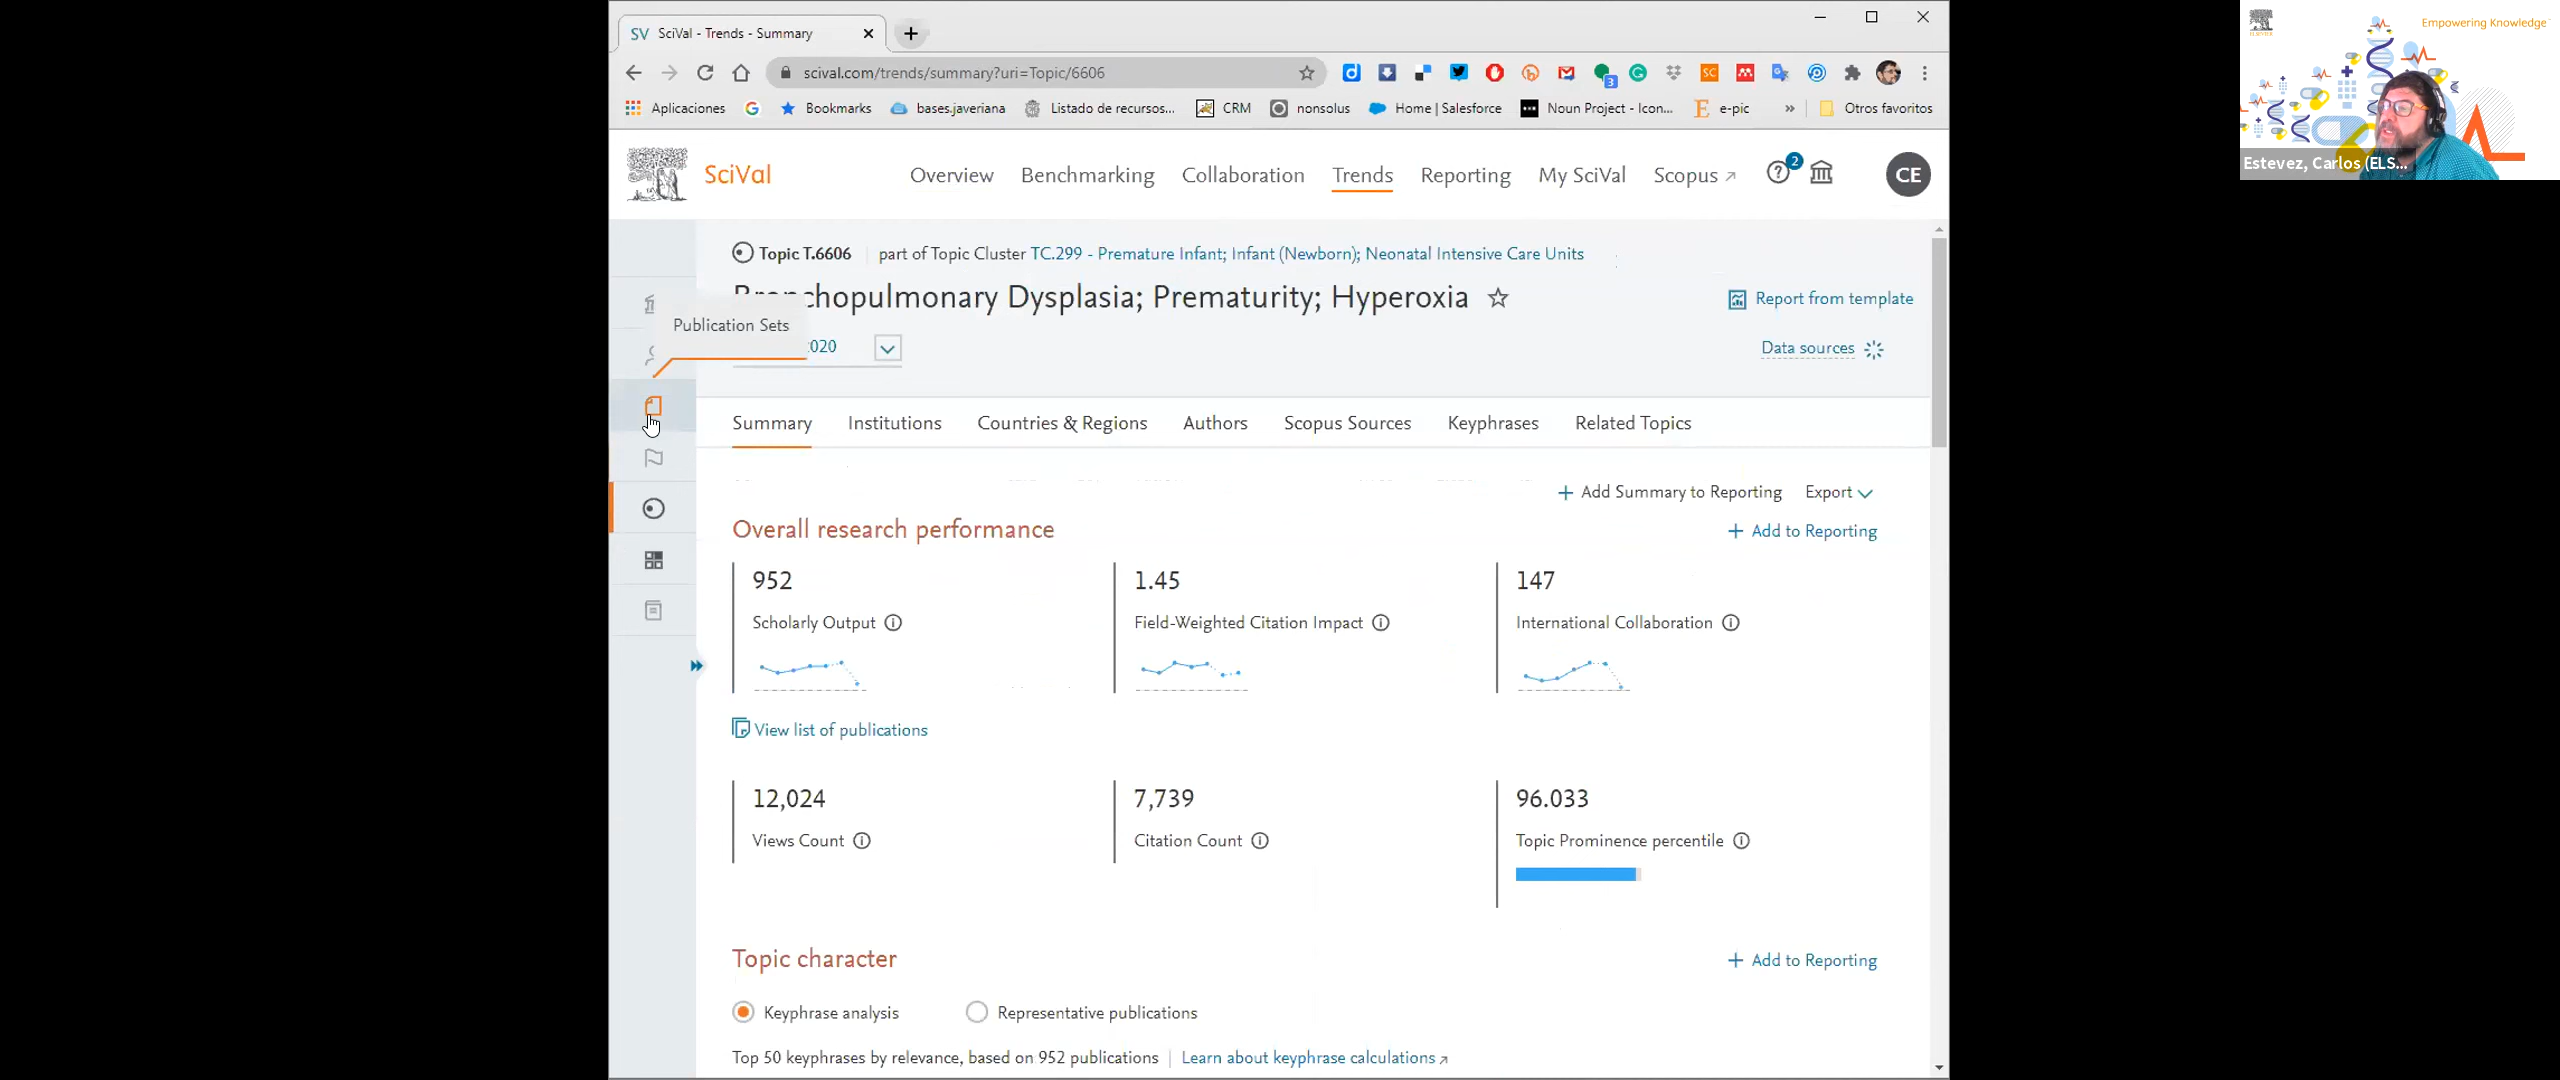 SV SciVal - Trends - Summary
scival.com/trends/summary?uri=Topic/6606
Aplicaciones Bookmarks bases.javeriana Listado de recursos... CRM nonsolus Home | Salesforce Noun Project - Icon... e-pic » Otros favoritos
SciVal Overview Benchmarking Collaboration Trends Reporting My SciVal Scopus 2 CE
Topic T.6606 part of Topic Cluster TC.299 - Premature Infant; Infant (Newborn); Neonatal Intensive Care Units
Bronchopulmonary Dysplasia; Prematurity; Hyperoxia
Report from template
Publication Sets
2020
Data sources
Summary Institutions Countries & Regions Authors Scopus Sources Keyphrases Related Topics
+ Add Summary to Reporting Export
Overall research performance + Add to Reporting
952 1.45 147
Scholarly Output Field-Weighted Citation Impact International Collaboration
View list of publications
12,024 7,739 96.033
Views Count Citation Count Topic Prominence percentile
Topic character + Add to Reporting
Keyphrase analysis Representative publications
Top 50 keyphrases by relevance, based on 952 publications | Learn about keyphrase calculations
Empowering Knowledge
ELSEVIER
Estevez, Carlos (ELS...